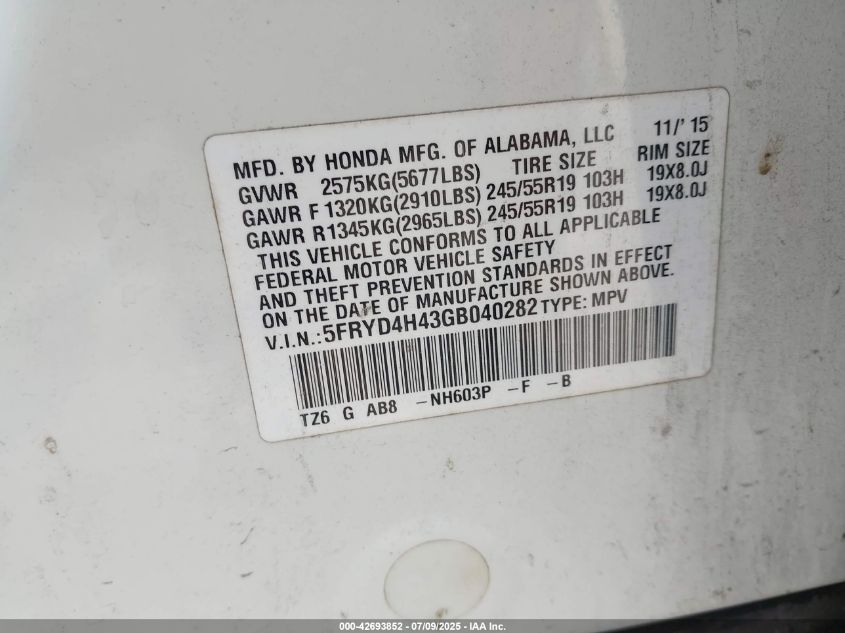 MFD. BY HONDA MFG. OF ALABAMA, LLC 11/'15
GVWR 2575KG(5677LBS) TIRE SIZE RIM SIZE
GAWR F 1320KG(2910LBS) 245/55R19 103H 19X8.0J
GAWR R 1345KG(2965LBS) 245/55R19 103H 19X8.0J
THIS VEHICLE CONFORMS TO ALL APPLICABLE
FEDERAL MOTOR VEHICLE SAFETY
AND THEFT PREVENTION STANDARDS IN EFFECT
ON THE DATE OF MANUFACTURE SHOWN ABOVE.
V.I.N.:5FRYD4H43GB040282 TYPE: MPV
TZ6 G AB8 -NH603P -F -B
000-42693852 - 07/09/2025 - IAA Inc.